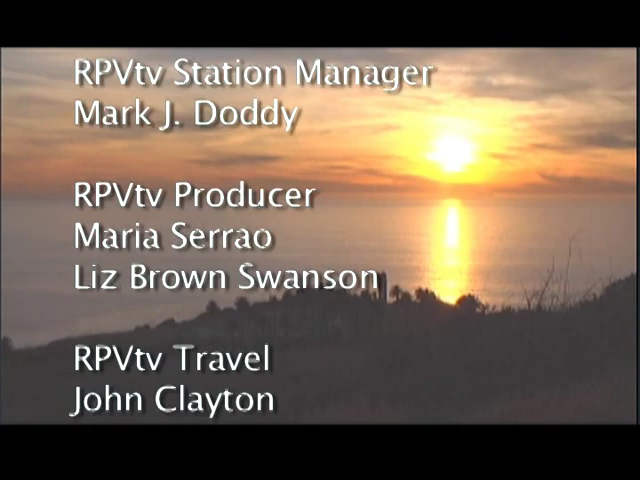 RPVtv Station Manager
Mark J. Doddy
RPVtv Producer
Maria Serrao
Liz Brown Swanson
RPVtv Travel
John Clayton